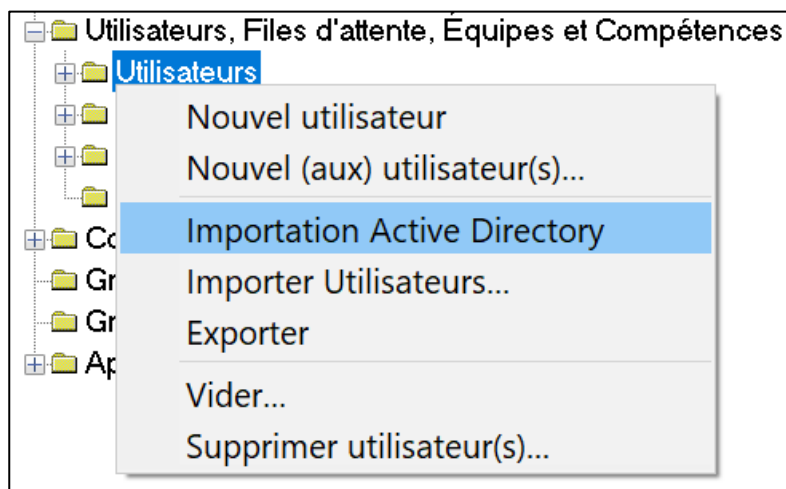 Utilisateurs, Files d'attente, Équipes et Compétences
Utilisateurs
Nouvel utilisateur
Nouvel (aux) utilisateur(s)...
Importation Active Directory
Importer Utilisateurs...
Exporter
Vider...
Supprimer utilisateur(s)...